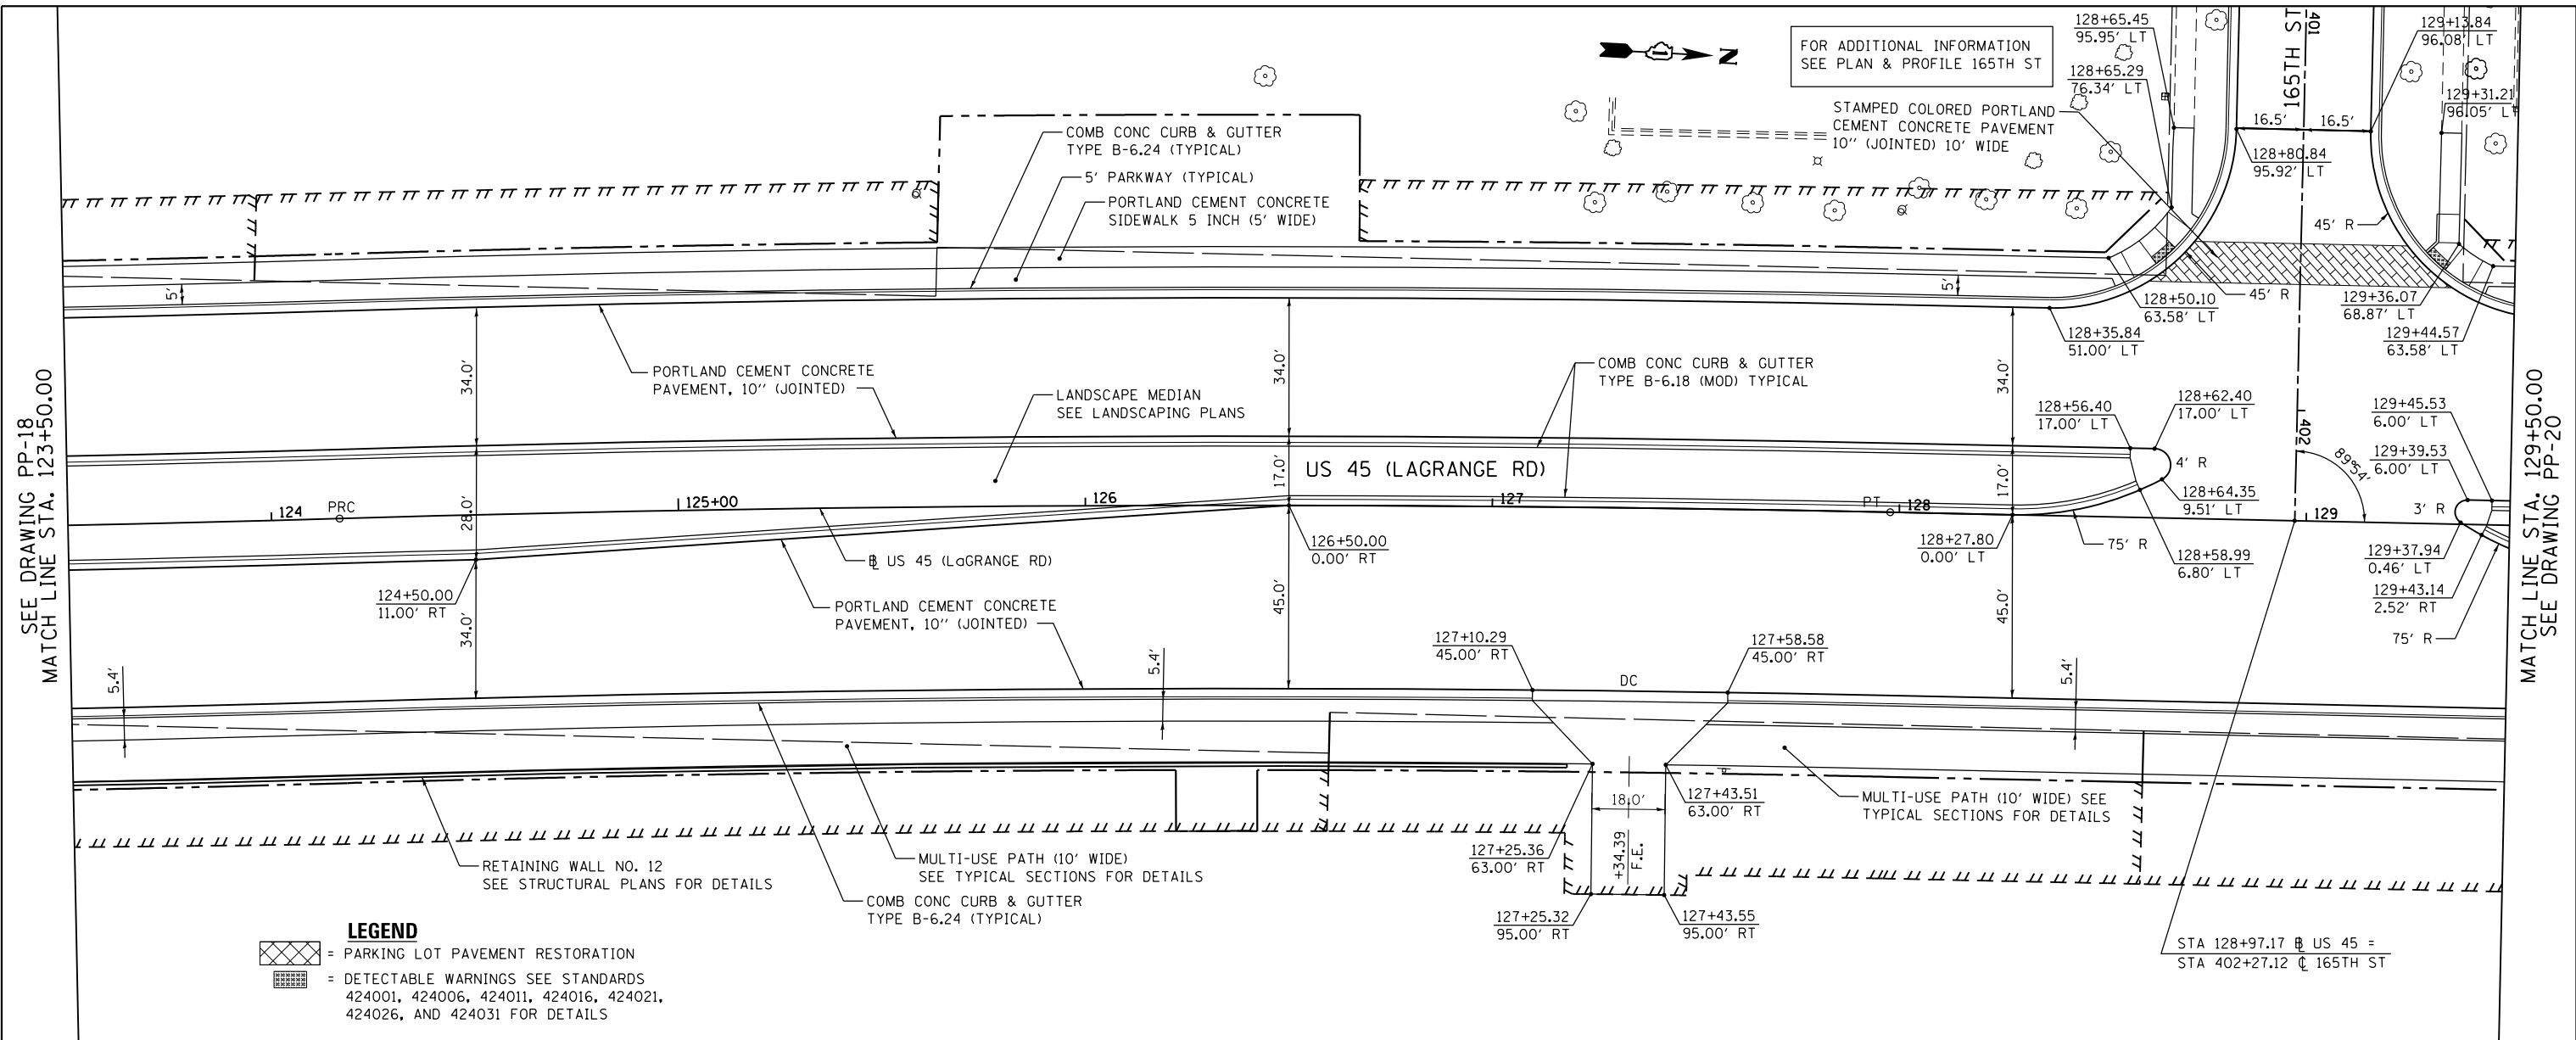 SEE DRAWING PP-18
MATCH LINE STA. 123+50.00
COMB CONC CURB & GUTTER
TYPE B-6.24 (TYPICAL)
5' PARKWAY (TYPICAL)
PORTLAND CEMENT CONCRETE
SIDEWALK 5 INCH (5' WIDE)
N
FOR ADDITIONAL INFORMATION
SEE PLAN & PROFILE 165TH ST
STAMPED COLORED PORTLAND
CEMENT CONCRETE PAVEMENT
10'' (JOINTED) 10' WIDE
128+65.45
95.95' LT
128+65.29
76.34' LT
165TH ST
401
129+13.84
96.08' LT
129+31.21
96.05' LT
16.5'
16.5'
128+80.84
95.92' LT
45' R
45' R
5'
5'
128+50.10
63.58' LT
128+35.84
51.00' LT
129+36.07
68.87' LT
129+44.57
63.58' LT
34.0'
34.0'
34.0'
PORTLAND CEMENT CONCRETE
PAVEMENT, 10'' (JOINTED)
LANDSCAPE MEDIAN
SEE LANDSCAPING PLANS
COMB CONC CURB & GUTTER
TYPE B-6.18 (MOD) TYPICAL
128+56.40
17.00' LT
128+62.40
17.00' LT
402
89°54'
129+45.53
6.00' LT
129+39.53
6.00' LT
4' R
3' R
128+64.35
9.51' LT
US 45 (LAGRANGE RD)
17.0'
17.0'
28.0'
124
PRC
125+00
126
127
PT
128
129
B US 45 (LaGRANGE RD)
126+50.00
0.00' RT
128+27.80
0.00' LT
75' R
128+58.99
6.80' LT
129+37.94
0.46' LT
129+43.14
2.52' RT
75' R
124+50.00
11.00' RT
34.0'
45.0'
45.0'
PORTLAND CEMENT CONCRETE
PAVEMENT, 10'' (JOINTED)
5.4'
5.4'
5.4'
127+10.29
45.00' RT
DC
127+58.58
45.00' RT
18.0'
+34.39
F.E.
127+43.51
63.00' RT
127+25.36
63.00' RT
127+25.32
95.00' RT
127+43.55
95.00' RT
MULTI-USE PATH (10' WIDE) SEE
TYPICAL SECTIONS FOR DETAILS
RETAINING WALL NO. 12
SEE STRUCTURAL PLANS FOR DETAILS
MULTI-USE PATH (10' WIDE)
SEE TYPICAL SECTIONS FOR DETAILS
COMB CONC CURB & GUTTER
TYPE B-6.24 (TYPICAL)
STA 128+97.17 B US 45 =
STA 402+27.12 ℄ 165TH ST
LEGEND
= PARKING LOT PAVEMENT RESTORATION
= DETECTABLE WARNINGS SEE STANDARDS
424001, 424006, 424011, 424016, 424021,
424026, AND 424031 FOR DETAILS
MATCH LINE STA. 129+50.00
SEE DRAWING PP-20